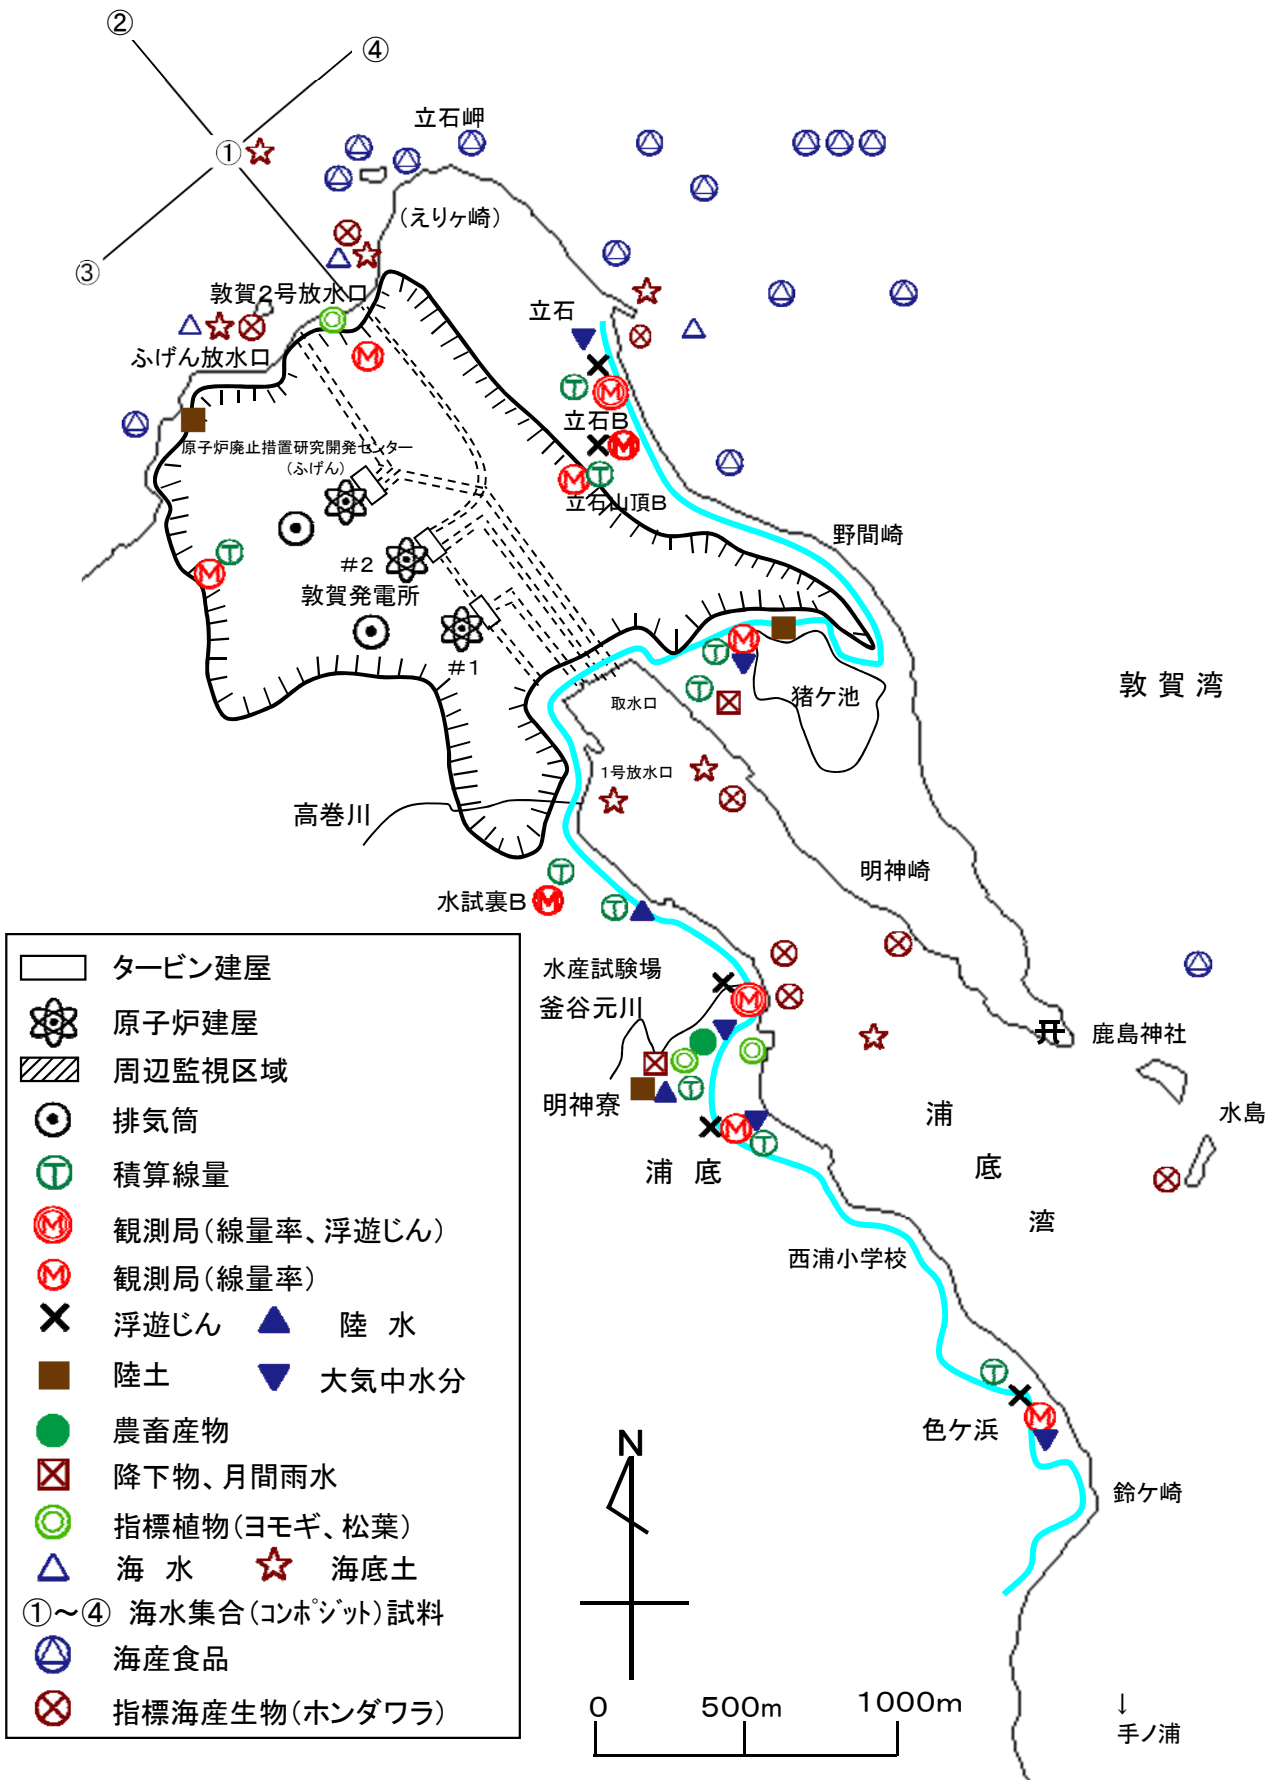 ②
④
立石岬
①
(えりヶ崎)
③
敦賀2号放水口
立石
ふげん放水口
立石B
原子炉廃止措置研究開発センター
(ふげん)
立石山頂B
野間崎
#2
敦賀発電所
#1
敦賀湾
猪ケ池
取水口
1号放水口
高巻川
明神崎
水試裏B
水産試験場
釜谷元川
鹿島神社
明神寮
浦底湾
水島
浦底
西浦小学校
色ケ浜
鈴ケ崎
N
0 500m 1000m
↓
手ノ浦
タービン建屋
原子炉建屋
周辺監視区域
排気筒
T 積算線量
M 観測局(線量率、浮遊じん)
M 観測局(線量率)
浮遊じん 陸水
陸土 大気中水分
農畜産物
降下物、月間雨水
指標植物(ヨモギ、松葉)
海水 海底土
①～④ 海水集合(コンポジット)試料
海産食品
指標海産生物(ホンダワラ)